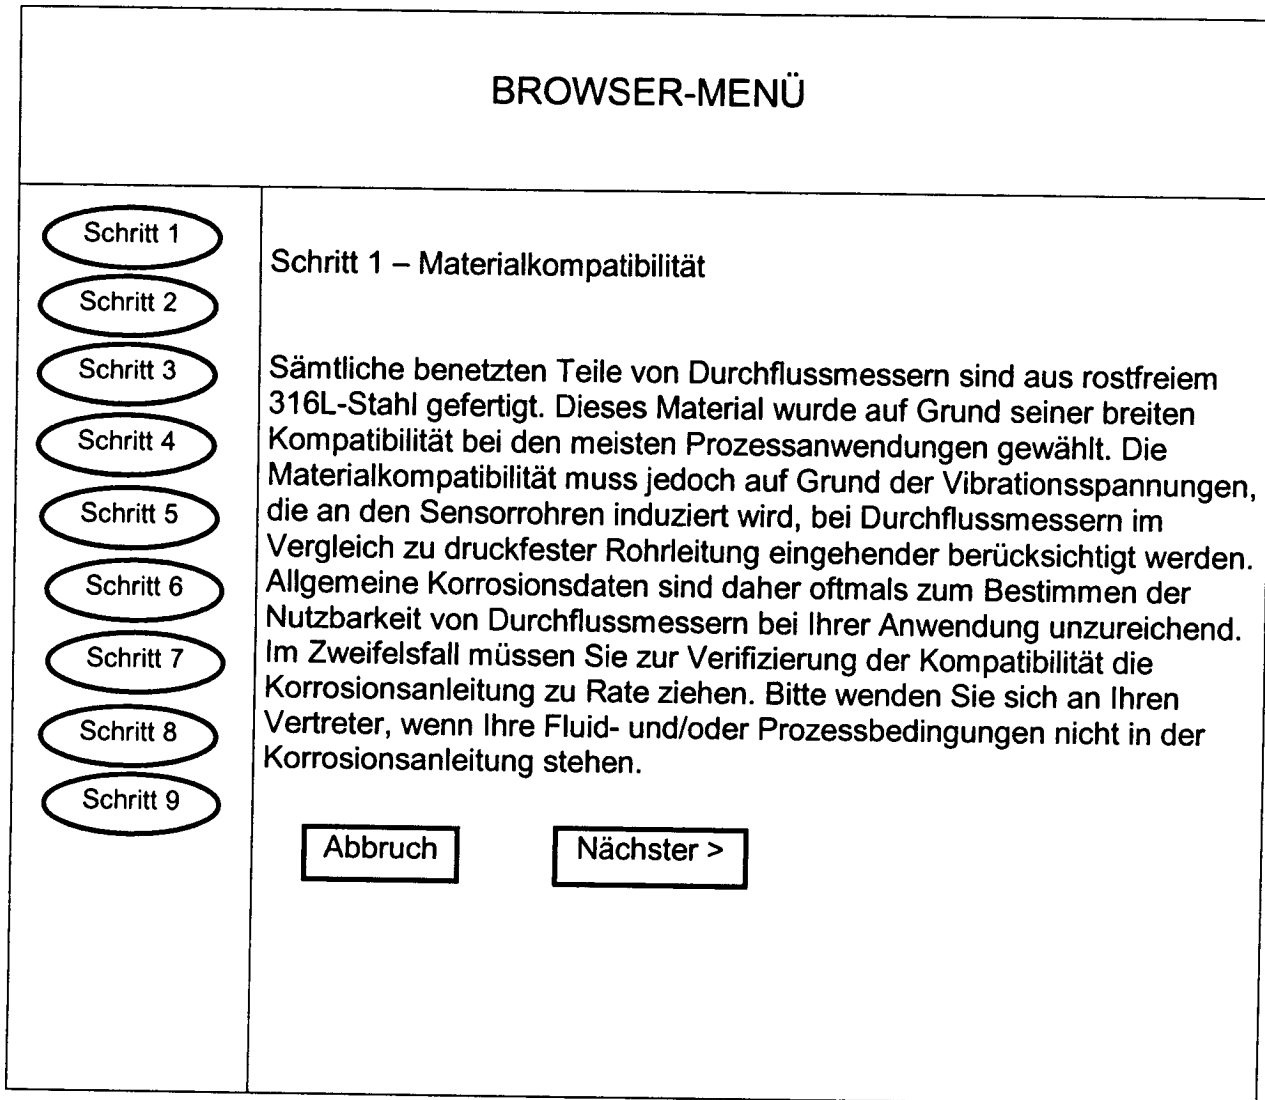 BROWSER-MENÜ
Schritt 1
Schritt 2
Schritt 3
Schritt 4
Schritt 5
Schritt 6
Schritt 7
Schritt 8
Schritt 9
Schritt 1 – Materialkompatibilität
Sämtliche benetzten Teile von Durchflussmessern sind aus rostfreiem
316L-Stahl gefertigt. Dieses Material wurde auf Grund seiner breiten
Kompatibilität bei den meisten Prozessanwendungen gewählt. Die
Materialkompatibilität muss jedoch auf Grund der Vibrationsspannungen,
die an den Sensorrohren induziert wird, bei Durchflussmessern im
Vergleich zu druckfester Rohrleitung eingehender berücksichtigt werden.
Allgemeine Korrosionsdaten sind daher oftmals zum Bestimmen der
Nutzbarkeit von Durchflussmessern bei Ihrer Anwendung unzureichend.
Im Zweifelsfall müssen Sie zur Verifizierung der Kompatibilität die
Korrosionsanleitung zu Rate ziehen. Bitte wenden Sie sich an Ihren
Vertreter, wenn Ihre Fluid- und/oder Prozessbedingungen nicht in der
Korrosionsanleitung stehen.
Abbruch
Nächster >